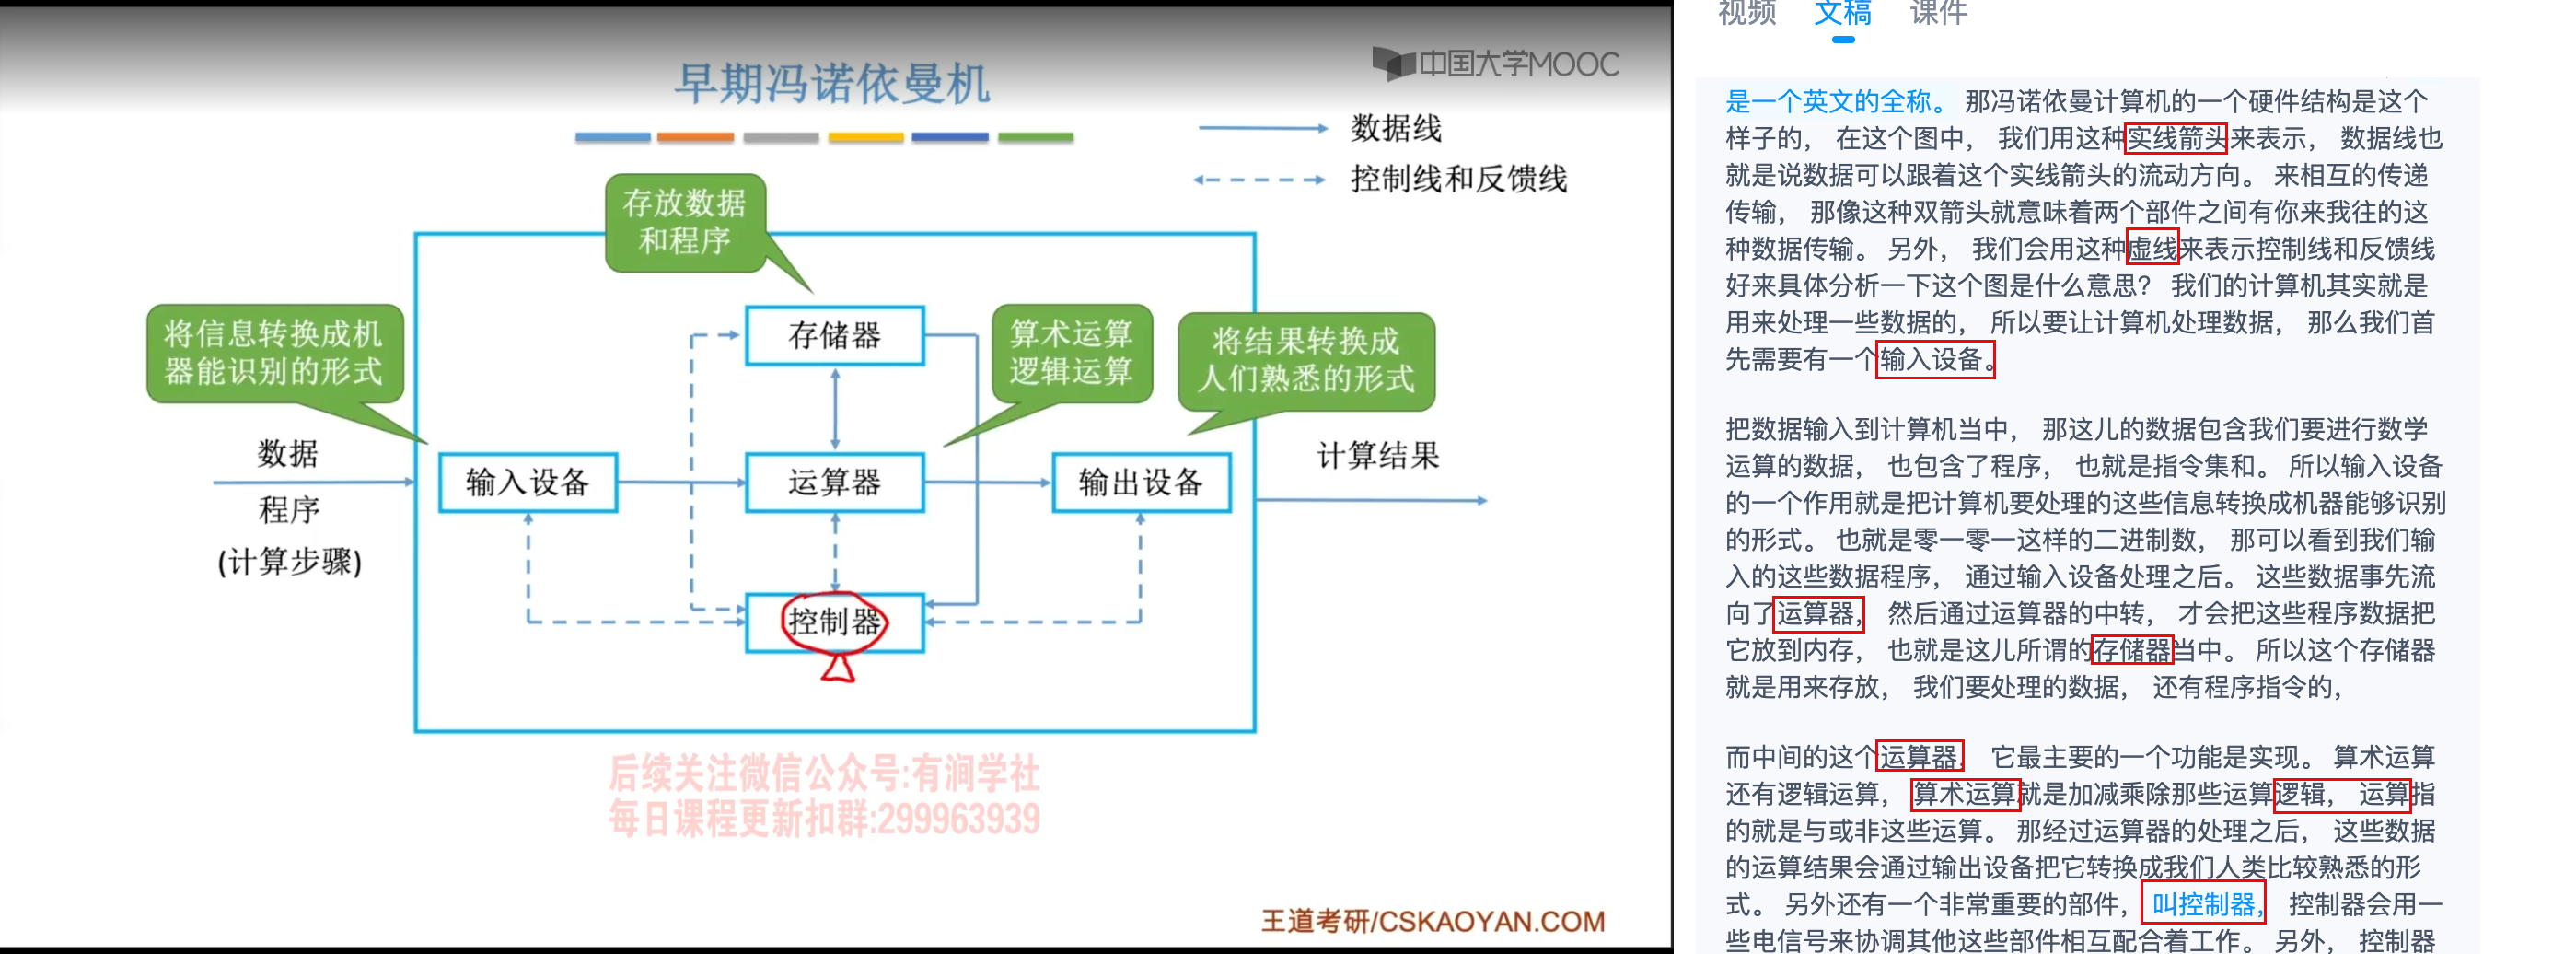 早期冯诺依曼机
中国大学MOOC
数据线
控制线和反馈线
存放数据
和程序
将信息转换成机
器能识别的形式
存储器
算术运算
逻辑运算
将结果转换成
人们熟悉的形式
数据
程序
(计算步骤)
输入设备
运算器
输出设备
计算结果
控制器
后续关注微信公众号:有涧学社
每日课程更新扣群:299963939
王道考研/CSKAOYAN.COM
视频 文稿 课件
是一个英文的全称。 那冯诺依曼计算机的一个硬件结构是这个
样子的, 在这个图中, 我们用这种实线箭头来表示, 数据线也
就是说数据可以跟着这个实线箭头的流动方向。 来相互的传递
传输, 那像这种双箭头就意味着两个部件之间有你来我往的这
种数据传输。 另外, 我们会用这种虚线来表示控制线和反馈线
好来具体分析一下这个图是什么意思? 我们的计算机其实就是
用来处理一些数据的, 所以要让计算机处理数据, 那么我们首
先需要有一个输入设备。
把数据输入到计算机当中, 那这儿的数据包含我们要进行数学
运算的数据, 也包含了程序, 也就是指令集和。 所以输入设备
的一个作用就是把计算机要处理的这些信息转换成机器能够识别
的形式。 也就是零一零一这样的二进制数, 那可以看到我们输
入的这些数据程序, 通过输入设备处理之后。 这些数据事先流
向了运算器, 然后通过运算器的中转, 才会把这些程序数据把
它放到内存, 也就是这儿所谓的存储器当中。 所以这个存储器
就是用来存放, 我们要处理的数据, 还有程序指令的,
而中间的这个运算器, 它最主要的一个功能是实现。 算术运算
还有逻辑运算, 算术运算就是加减乘除那些运算逻辑, 运算指
的就是与或非这些运算。 那经过运算器的处理之后, 这些数据
的运算结果会通过输出设备把它转换成我们人类比较熟悉的形
式。 另外还有一个非常重要的部件, 叫控制器, 控制器会用一
些电信号来协调其他这些部件相互配合着工作。 另外, 控制器